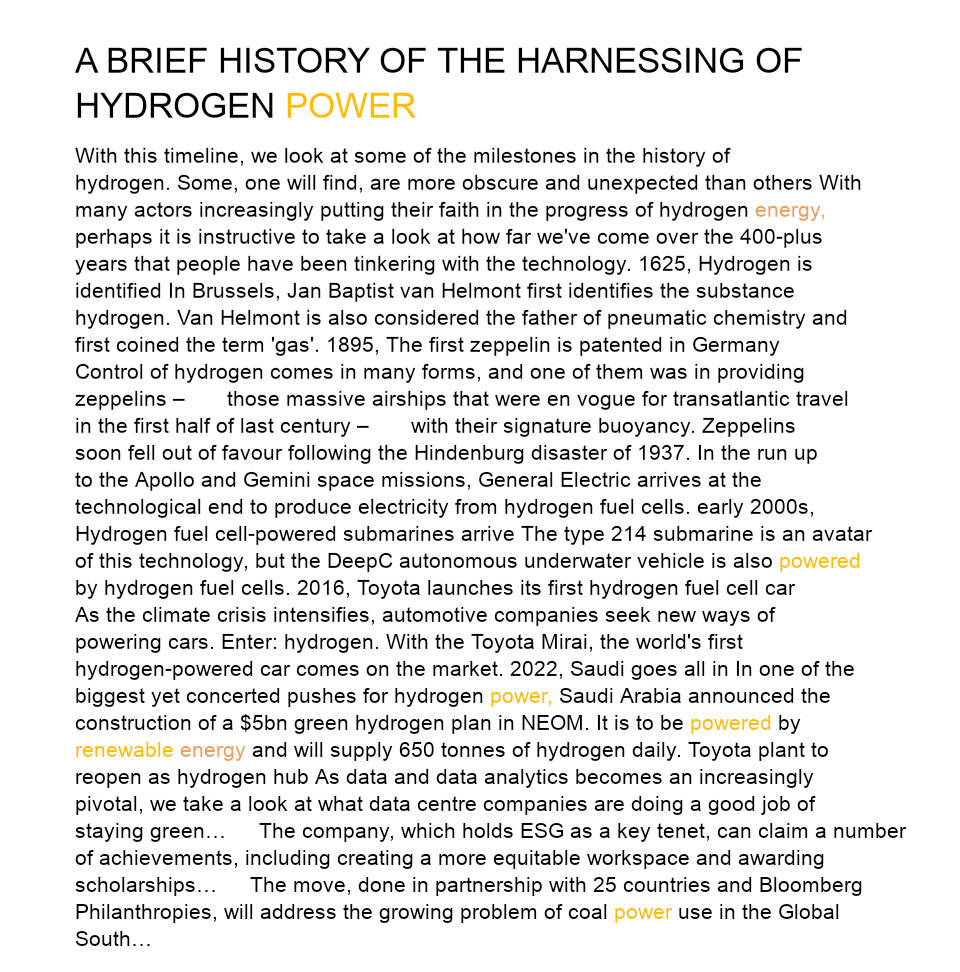 A BRIEF HISTORY OF THE HARNESSING OF
HYDROGEN POWER
With this timeline, we look at some of the milestones in the history of
hydrogen. Some, one will find, are more obscure and unexpected than others With
many actors increasingly putting their faith in the progress of hydrogen energy,
perhaps it is instructive to take a look at how far we've come over the 400-plus
years that people have been tinkering with the technology. 1625, Hydrogen is
identified In Brussels, Jan Baptist van Helmont first identifies the substance
hydrogen. Van Helmont is also considered the father of pneumatic chemistry and
first coined the term 'gas'. 1895, The first zeppelin is patented in Germany
Control of hydrogen comes in many forms, and one of them was in providing
zeppelins – those massive airships that were en vogue for transatlantic travel
in the first half of last century – with their signature buoyancy. Zeppelins
soon fell out of favour following the Hindenburg disaster of 1937. In the run up
to the Apollo and Gemini space missions, General Electric arrives at the
technological end to produce electricity from hydrogen fuel cells. early 2000s,
Hydrogen fuel cell-powered submarines arrive The type 214 submarine is an avatar
of this technology, but the DeepC autonomous underwater vehicle is also powered
by hydrogen fuel cells. 2016, Toyota launches its first hydrogen fuel cell car
As the climate crisis intensifies, automotive companies seek new ways of
powering cars. Enter: hydrogen. With the Toyota Mirai, the world's first
hydrogen-powered car comes on the market. 2022, Saudi goes all in In one of the
biggest yet concerted pushes for hydrogen power, Saudi Arabia announced the
construction of a $5bn green hydrogen plan in NEOM. It is to be powered by
renewable energy and will supply 650 tonnes of hydrogen daily. Toyota plant to
reopen as hydrogen hub As data and data analytics becomes an increasingly
pivotal, we take a look at what data centre companies are doing a good job of
staying green… The company, which holds ESG as a key tenet, can claim a number
of achievements, including creating a more equitable workspace and awarding
scholarships… The move, done in partnership with 25 countries and Bloomberg
Philanthropies, will address the growing problem of coal power use in the Global
South…